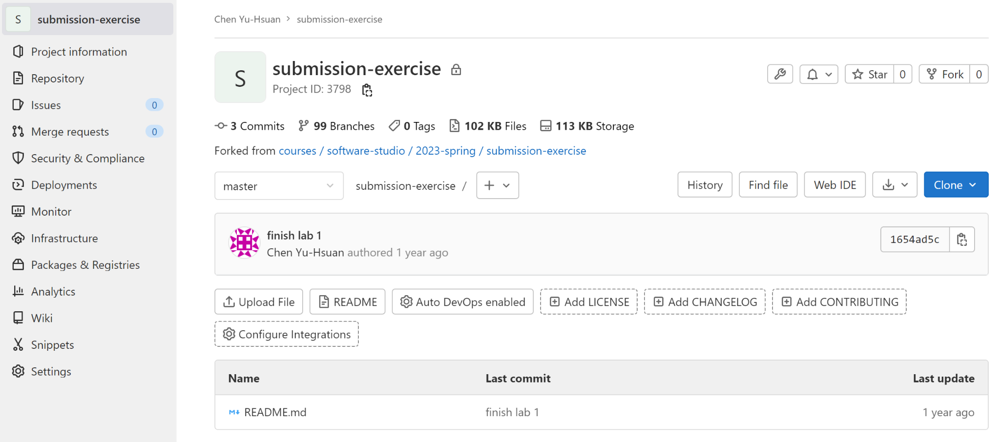 S submission-exercise
Project information
Repository
Issues 0
Merge requests 0
Security & Compliance
Deployments
Monitor
Infrastructure
Packages & Registries
Analytics
Wiki
Snippets
Settings
Chen Yu-Hsuan > submission-exercise
S
submission-exercise
Project ID: 3798
Star 0
Fork 0
3 Commits 99 Branches 0 Tags 102 KB Files 113 KB Storage
Forked from courses / software-studio / 2023-spring / submission-exercise
master submission-exercise / + History Find file Web IDE Clone
finish lab 1
Chen Yu-Hsuan authored 1 year ago
1654ad5c
Upload File README Auto DevOps enabled Add LICENSE Add CHANGELOG Add CONTRIBUTING
Configure Integrations
Name Last commit Last update
M README.md finish lab 1 1 year ago